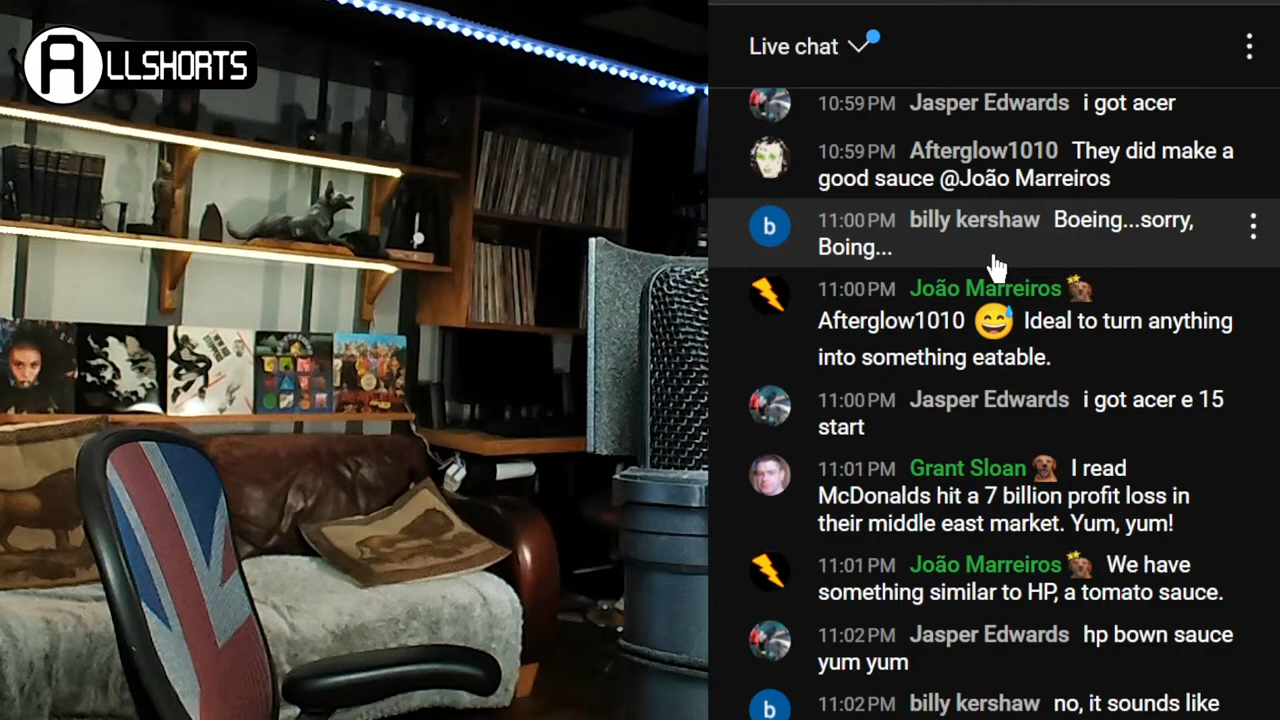 ALLSHORTS
Live chat
10:59 PM Jasper Edwards i got acer
10:59 PM Afterglow1010 They did make a
good sauce @João Marreiros
b
11:00 PM billy kershaw Boeing...sorry,
Boing...
11:00 PM João Marreiros
Afterglow1010 😅 Ideal to turn anything
into something eatable.
11:00 PM Jasper Edwards i got acer e 15
start
11:01 PM Grant Sloan I read
McDonalds hit a 7 billion profit loss in
their middle east market. Yum, yum!
11:01 PM João Marreiros We have
something similar to HP, a tomato sauce.
11:02 PM Jasper Edwards hp bown sauce
yum yum
b
11:02 PM billy kershaw no, it sounds like